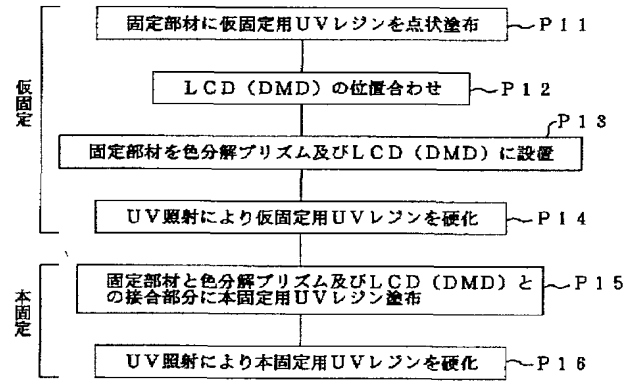 固定部材に仮固定用UVレジンを点状塗布 P11
仮固定
LCD(DMD)の位置合わせ P12
P13
固定部材を色分解プリズム及びLCD(DMD)に設置
UV照射により仮固定用UVレジンを硬化 P14
本固定
固定部材と色分解プリズム及びLCD(DMD)と P15
の接合部分に本固定用UVレジン塗布
UV照射により本固定用UVレジンを硬化 P16